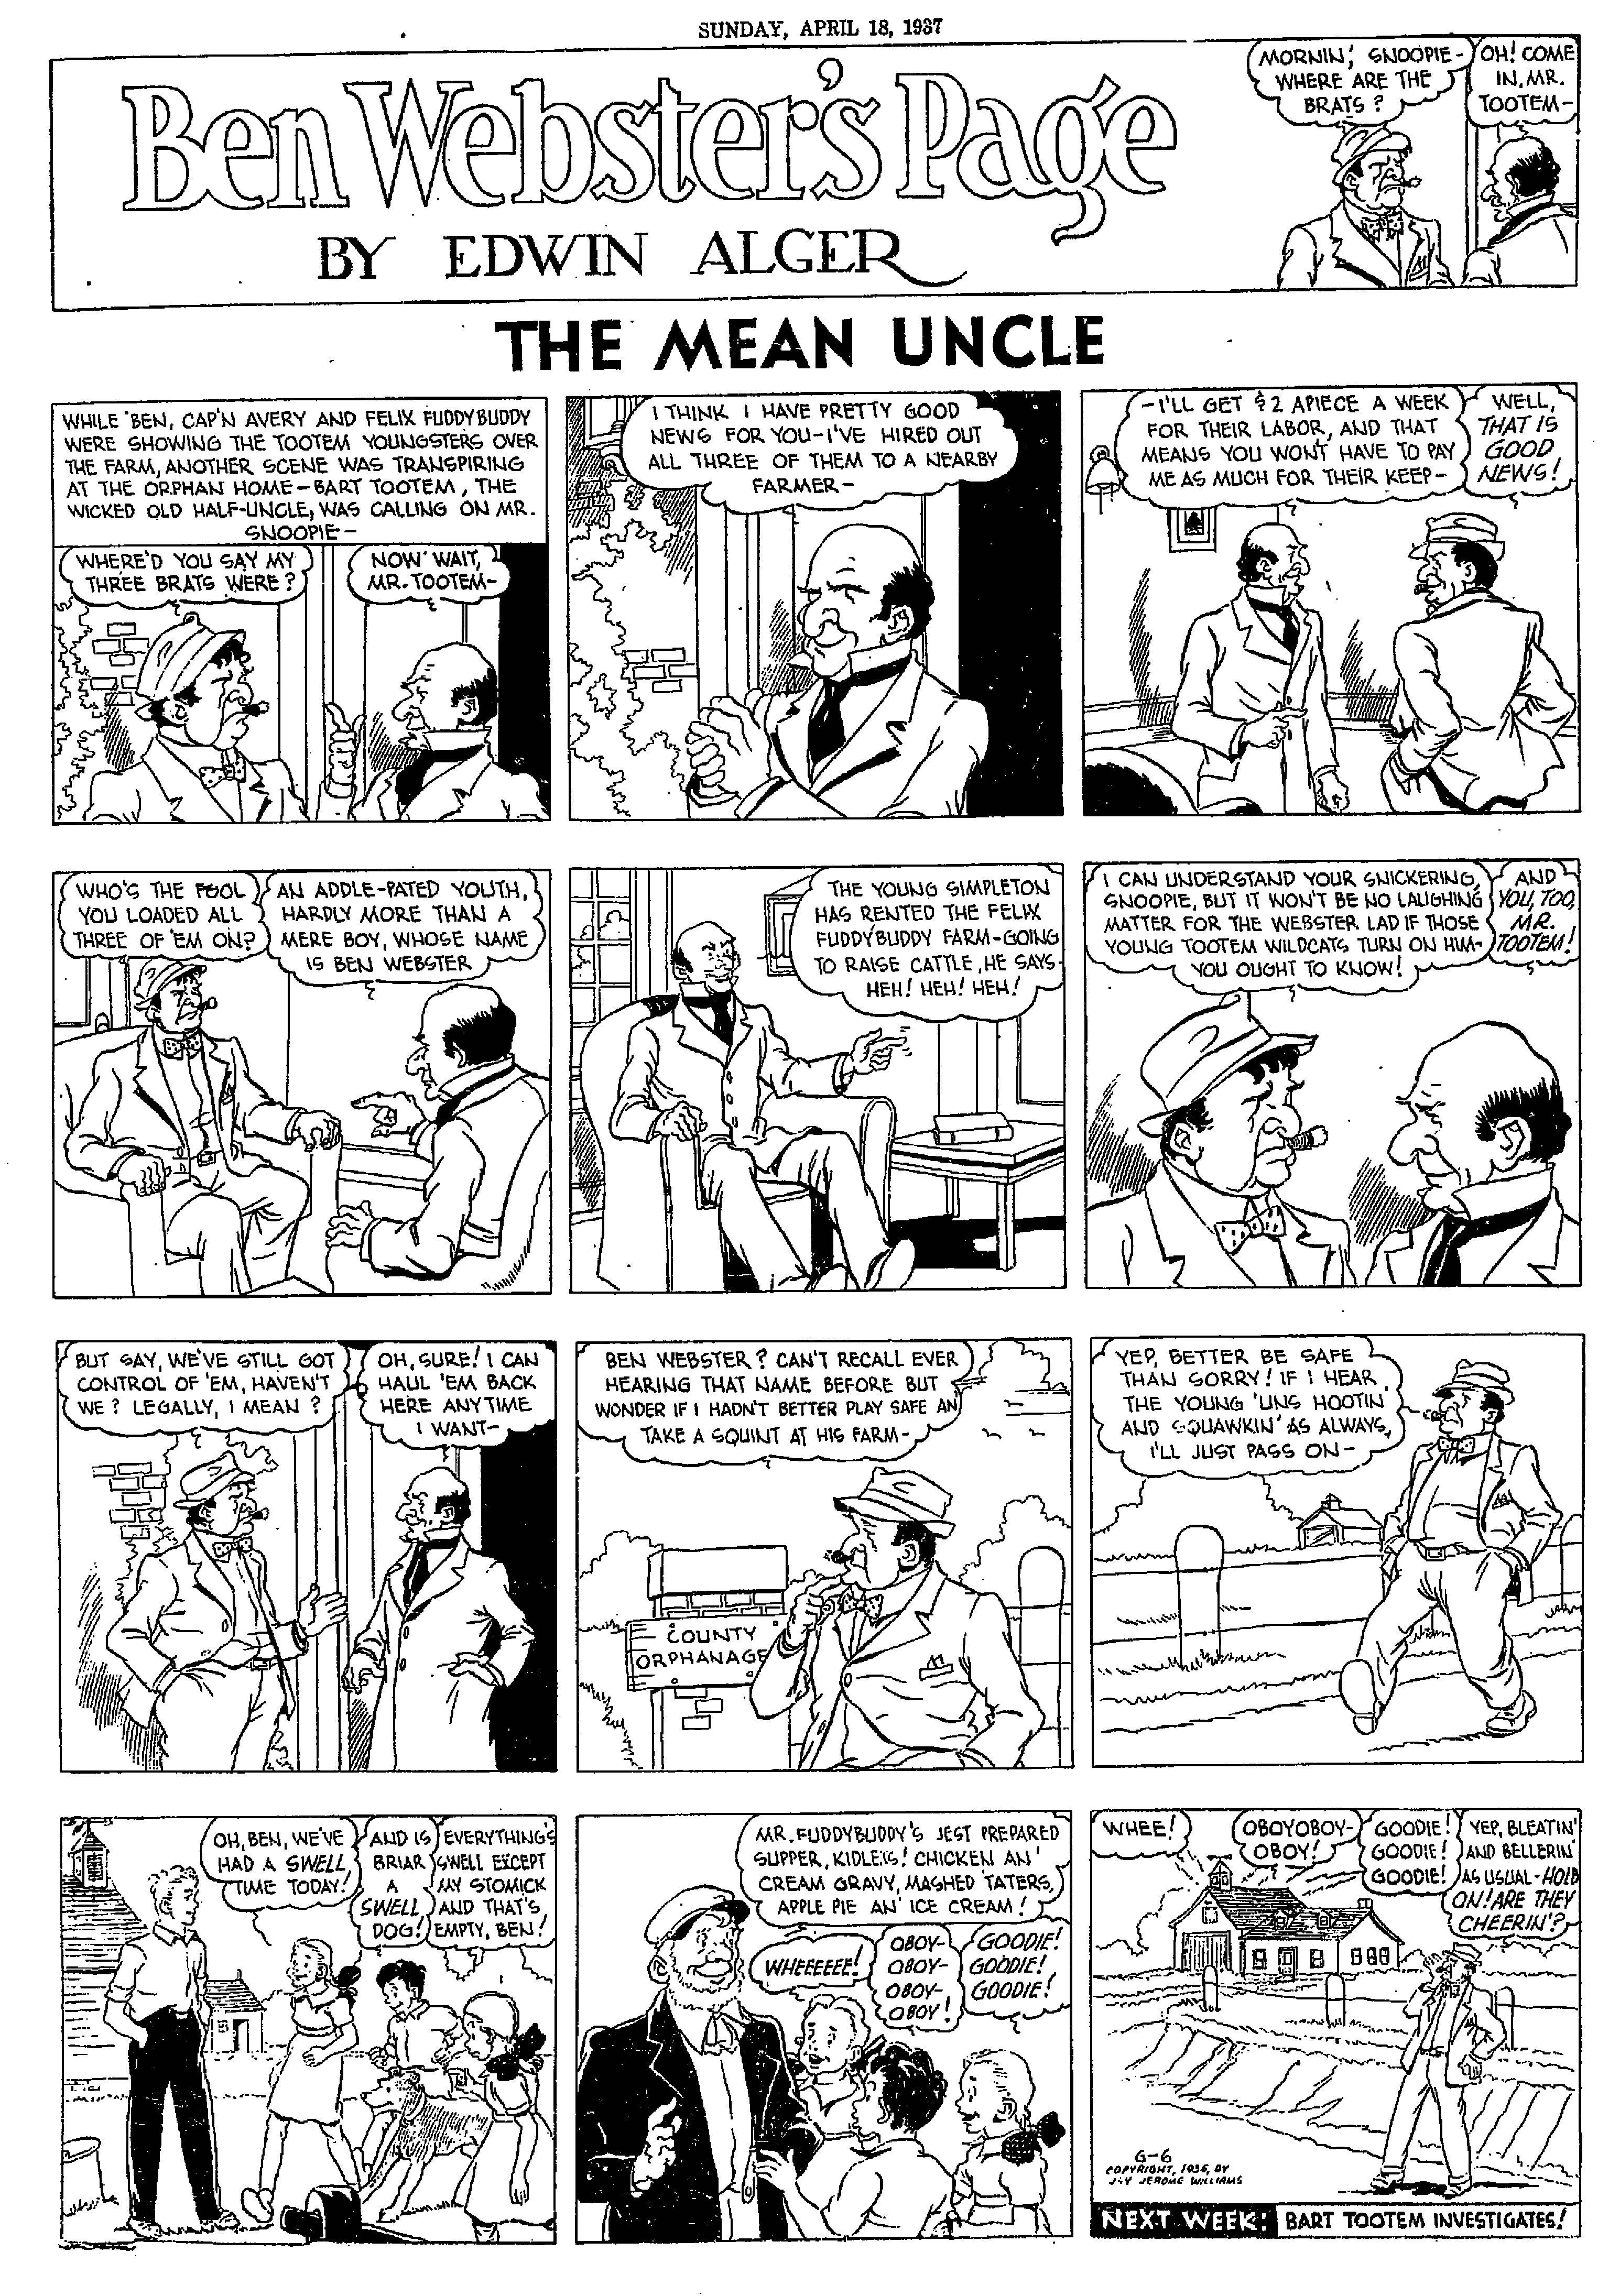 SUNDAY, APRIL 18, 1937
Ben Webster's Page
BY EDWIN ALGER
MORNIN', SNOOPIE-
WHERE ARE THE
BRATS?
OH! COME
IN, MR.
TOOTEM-
THE MEAN UNCLE
WHILE BEN, CAP'N AVERY AND FELIX FUDDYBUDDY
WERE SHOWING THE TOOTEM YOUNGSTERS OVER
THE FARM, ANOTHER SCENE WAS TRANSPIRING
AT THE ORPHAN HOME-BART TOOTEM, THE
WICKED OLD HALF-UNCLE, WAS CALLING ON MR.
SNOOPIE-
WHERE'D YOU SAY MY
THREE BRATS WERE?
NOW WAIT,
MR. TOOTEM-
I THINK I HAVE PRETTY GOOD
NEWS FOR YOU-I'VE HIRED OUT
ALL THREE OF THEM TO A NEARBY
FARMER-
-I'LL GET $2 APIECE A WEEK
FOR THEIR LABOR, AND THAT
MEANS YOU WON'T HAVE TO PAY
ME AS MUCH FOR THEIR KEEP-
WELL,
THAT IS
GOOD
NEWS!
WHO'S THE FOOL
YOU LOADED ALL
THREE OF 'EM ON?
AN ADDLE-PATED YOUTH,
HARDLY MORE THAN A
MERE BOY, WHOSE NAME
IS BEN WEBSTER
THE YOUNG SIMPLETON
HAS RENTED THE FELIX
FUDDYBUDDY FARM-GOING
TO RAISE CATTLE, HE SAYS-
HEH! HEH! HEH!
I CAN UNDERSTAND YOUR SNICKERING,
SNOOPIE, BUT IT WON'T BE NO LAUGHING
MATTER FOR THE WEBSTER LAD IF THOSE
YOUNG TOOTEM WILDCATS TURN ON HIM-
YOU OUGHT TO KNOW!
AND
YOU, TOO,
MR.
TOOTEM!
BUT SAY, WE'VE STILL GOT
CONTROL OF 'EM, HAVEN'T
WE? LEGALLY, I MEAN?
OH, SURE! I CAN
HAUL 'EM BACK
HERE ANYTIME
I WANT-
BEN WEBSTER? CAN'T RECALL EVER
HEARING THAT NAME BEFORE BUT
WONDER IF I HADN'T BETTER PLAY SAFE AN'
TAKE A SQUINT AT HIS FARM-
COUNTY
ORPHANAGE
YEP, BETTER BE SAFE
THAN SORRY! IF I HEAR
THE YOUNG 'UNS HOOTIN'
AND SQUAWKIN' AS ALWAYS,
I'LL JUST PASS ON-
OH, BEN, WE'VE
HAD A SWELL
TIME TODAY!
AND IS
BRIAR
A
SWELL
DOG!
EVERYTHING'S
SWELL EXCEPT
MY STOMICK
AND THAT'S
EMPTY, BEN!
MR. FUDDYBUDDY'S JEST PREPARED
SUPPER, KIDLEIS! CHICKEN AN'
CREAM GRAVY, MASHED TATERS,
APPLE PIE AN' ICE CREAM!
WHEEEEEE!
OBOY-
OBOY-
OBOY-
OBOY!
GOODIE!
GOODIE!
GOODIE!
WHEE!
OBOYOBOY-
OBOY!
GOODIE!
GOODIE!
GOODIE!
YEP, BLEATIN'
AND BELLERIN'
AS USUAL-HOLD
ON! ARE THEY
CHEERIN'?
6-6
COPYRIGHT, 1936, BY
JAY JEROME WILLIAMS
NEXT WEEK: BART TOOTEM INVESTIGATES!